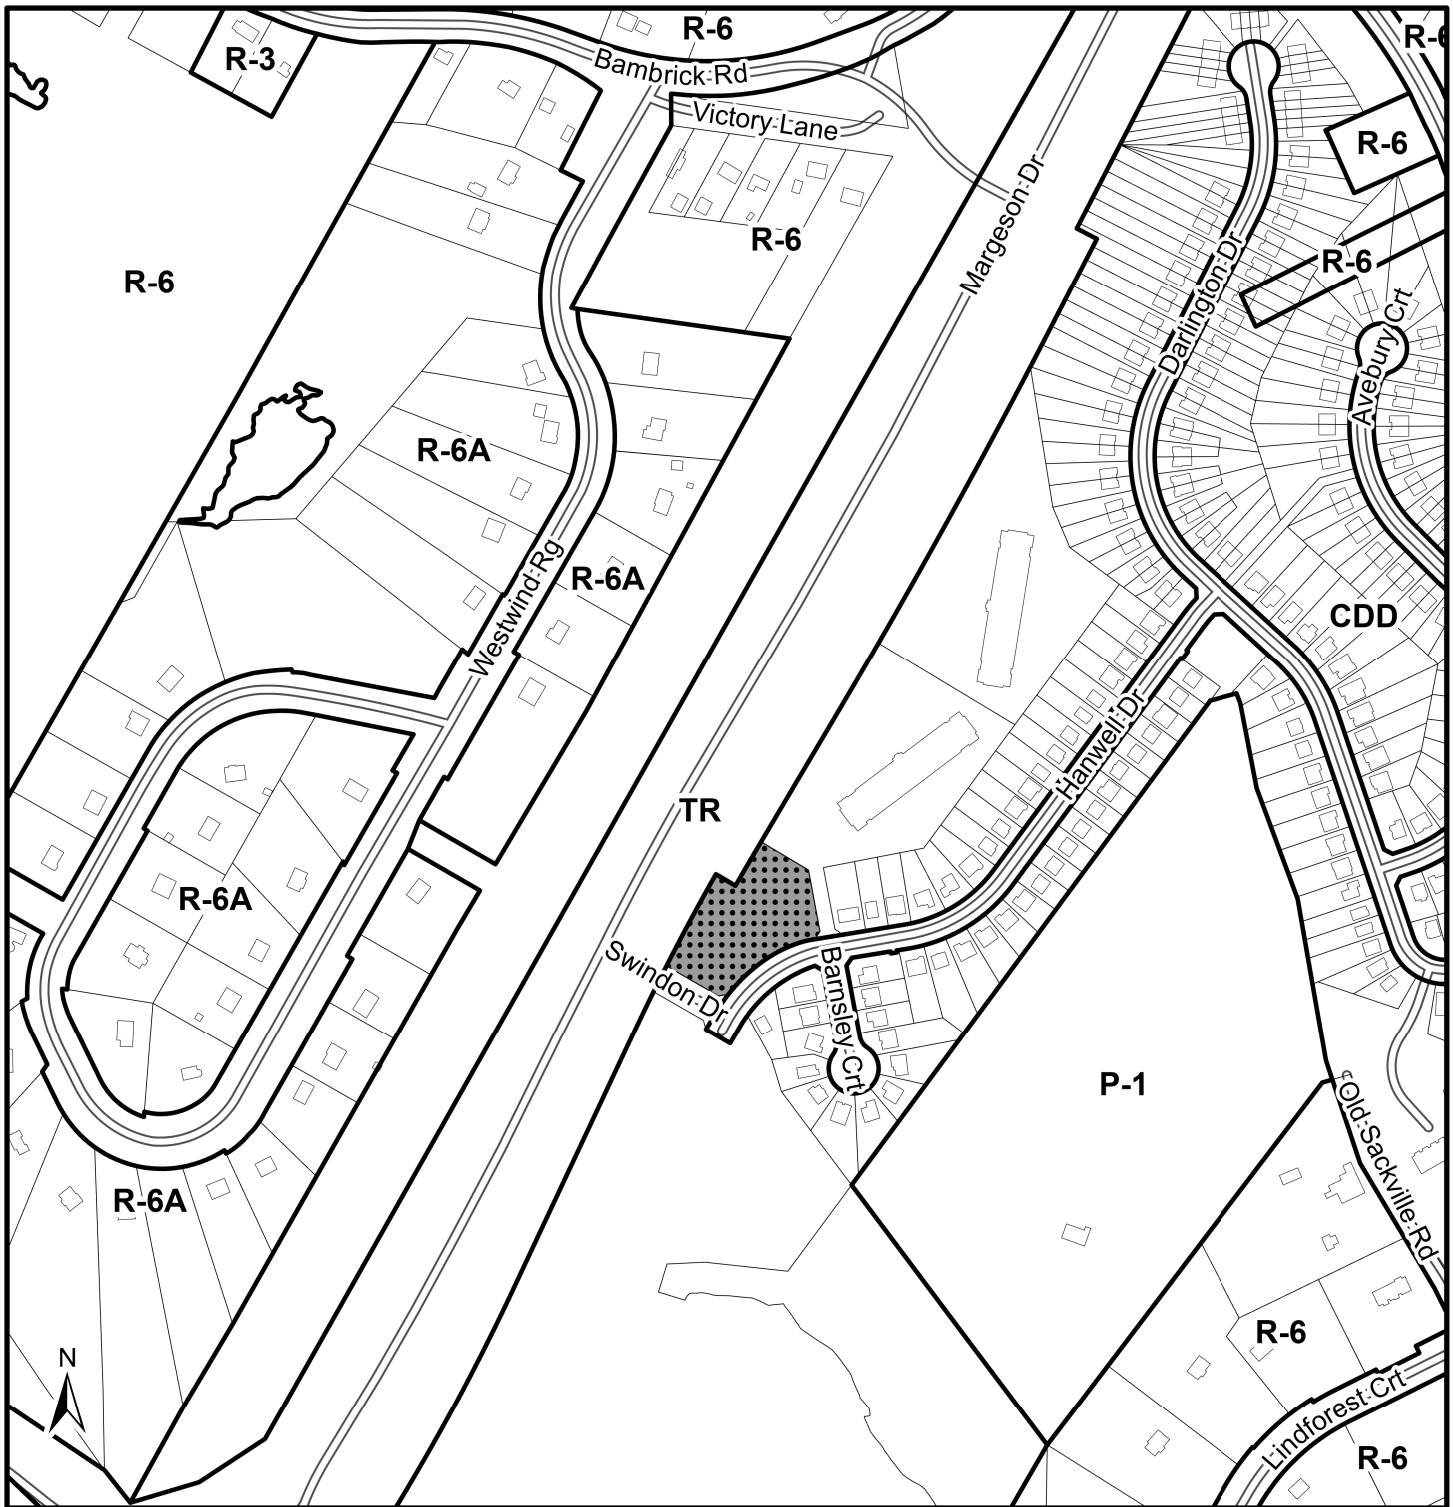 R-6
R-6
R-3
Bambrick Rd
Victory Lane
R-6
Margeson Dr
R-6
R-6
R-6
Darlington Dr
Avebury Crt
R-6A
Westwind Rg
R-6A
CDD
Hanwell Dr
TR
R-6A
Swindon Dr
Barnsley Crt
P-1
Old Sackville Rd
R-6A
R-6
N
Lindforest Crt
R-6